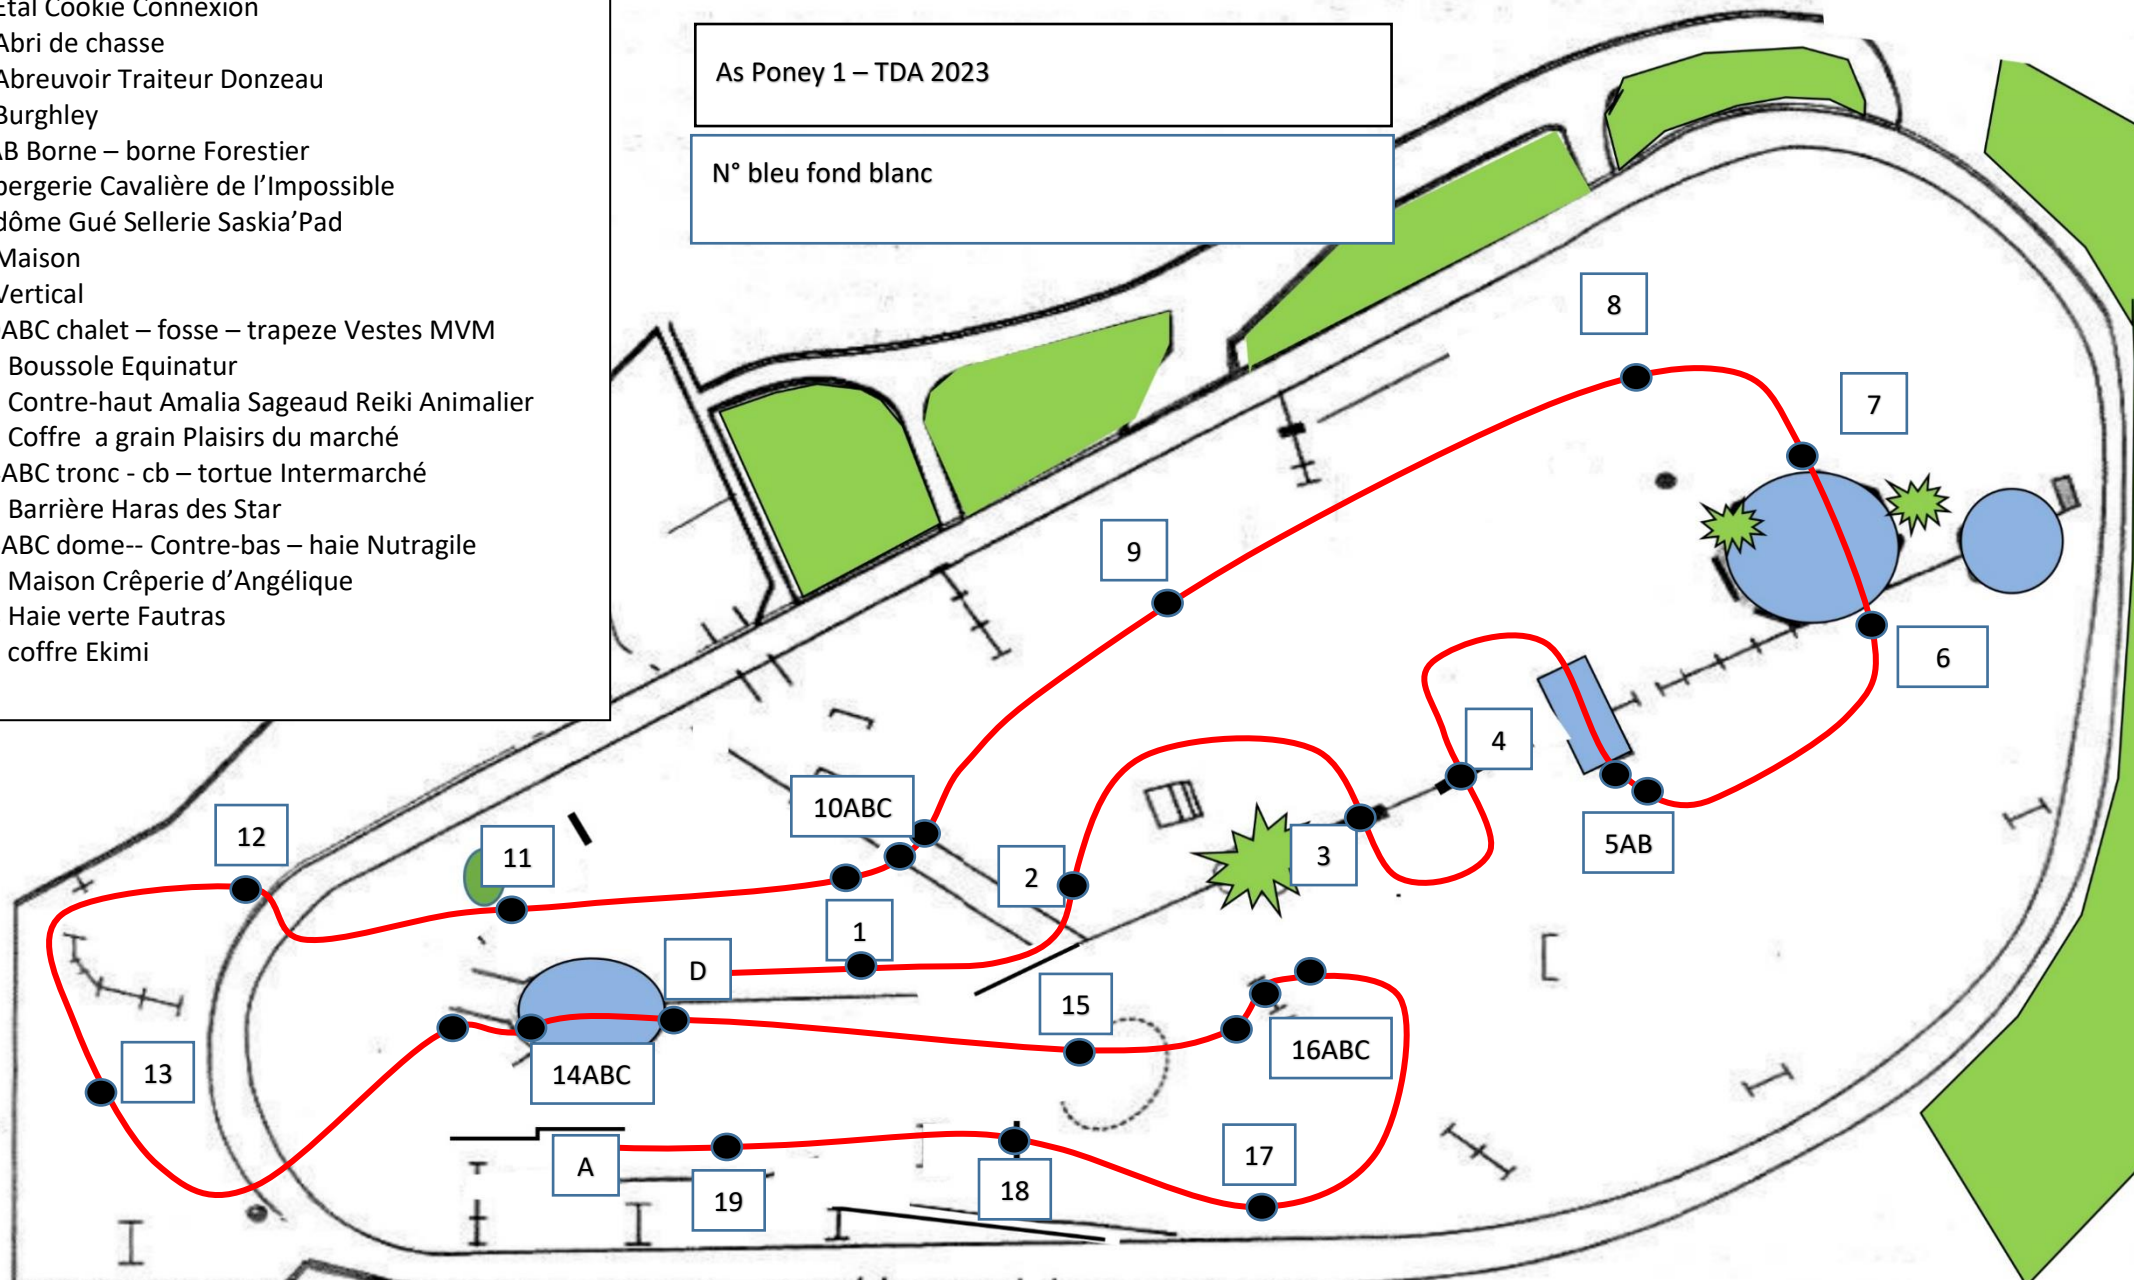 Etal Cookie Connexion
Abri de chasse
Abreuvoir Traiteur Donzeau
Burghley
AB Borne – borne Forestier
bergerie Cavalière de l’Impossible
dôme Gué Sellerie Saskia’Pad
Maison
Vertical
ABC chalet – fosse – trapeze Vestes MVM
Boussole Equinatur
Contre-haut Amalia Sageaud Reiki Animalier
Coffre  a grain Plaisirs du marché
ABC tronc - cb – tortue Intermarché
Barrière Haras des Star
ABC dome-- Contre-bas – haie Nutragile
Maison Crêperie d’Angélique
Haie verte Fautras
coffre Ekimi
As Poney 1 – TDA 2023
N° bleu fond blanc
8
7
9
6
4
10ABC
12
11
2
3
5AB
1
D
15
16ABC
13
14ABC
A
17
18
19